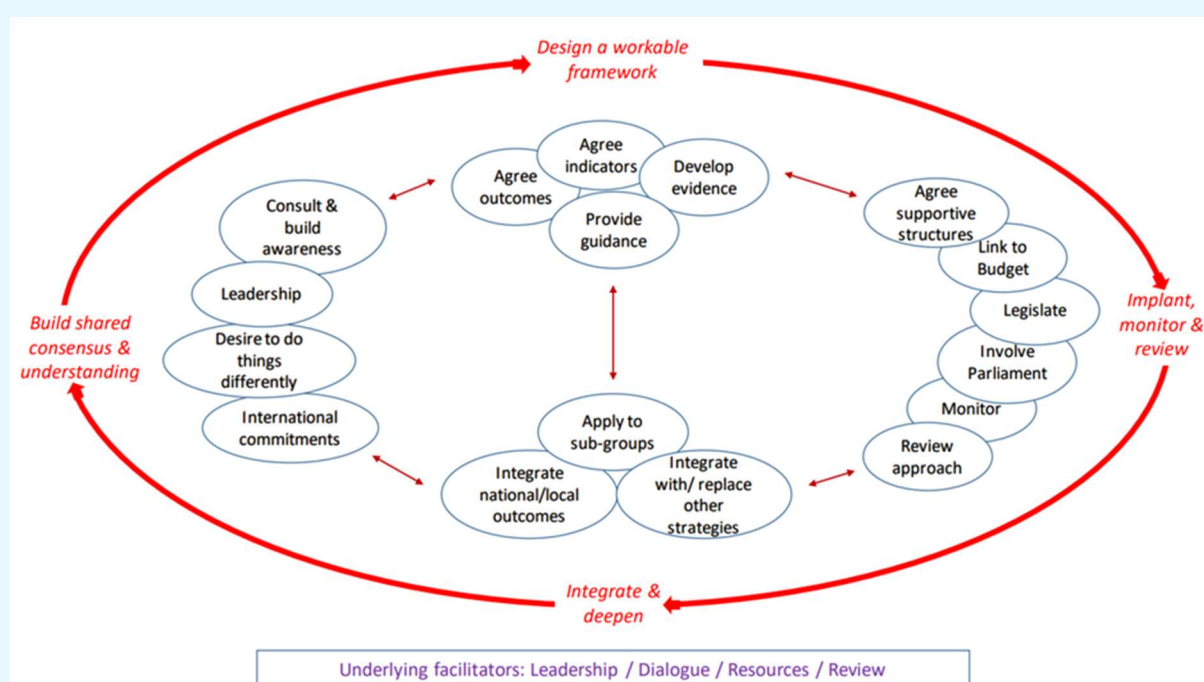 Design a workable
framework
Agree
indicators
Agree
outcomes
Develop
evidence
Provide
guidance
Consult &
build
awareness
Leadership
Desire to do
things
differently
International
commitments
Build shared
consensus &
understanding
Agree
supportive
structures
Link to
Budget
Legislate
Involve
Parliament
Monitor
Review
approach
Implant,
monitor &
review
Apply to
sub-groups
Integrate
national/local
outcomes
Integrate
with/ replace
other
strategies
Integrate &
deepen
Underlying facilitators: Leadership / Dialogue / Resources / Review